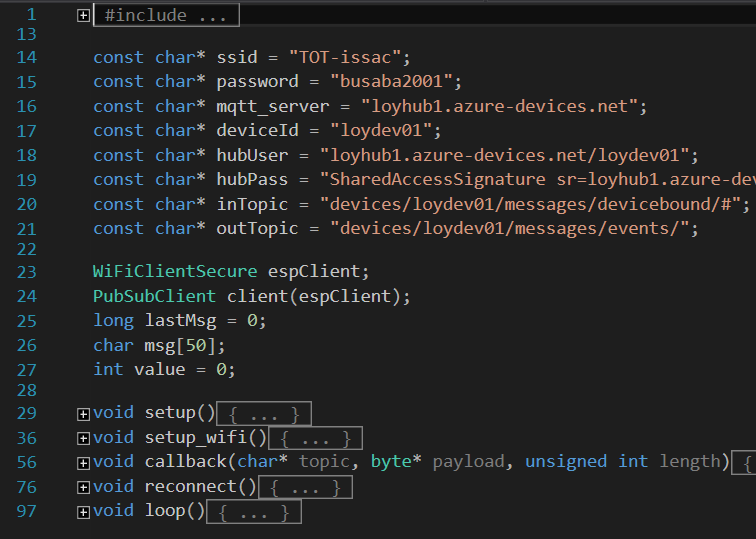 1 #include ...
13
14 const char* ssid = "TOT-issac";
15 const char* password = "busaba2001";
16 const char* mqtt_server = "loyhub1.azure-devices.net";
17 const char* deviceId = "loydev01";
18 const char* hubUser = "loyhub1.azure-devices.net/loydev01";
19 const char* hubPass = "SharedAccessSignature sr=loyhub1.azure-dev
20 const char* inTopic = "devices/loydev01/messages/devicebound/#";
21 const char* outTopic = "devices/loydev01/messages/events/";
22
23 WiFiClientSecure espClient;
24 PubSubClient client(espClient);
25 long lastMsg = 0;
26 char msg[50];
27 int value = 0;
28
29 void setup() { ... }
36 void setup_wifi() { ... }
56 void callback(char* topic, byte* payload, unsigned int length) {
76 void reconnect() { ... }
97 void loop() { ... }